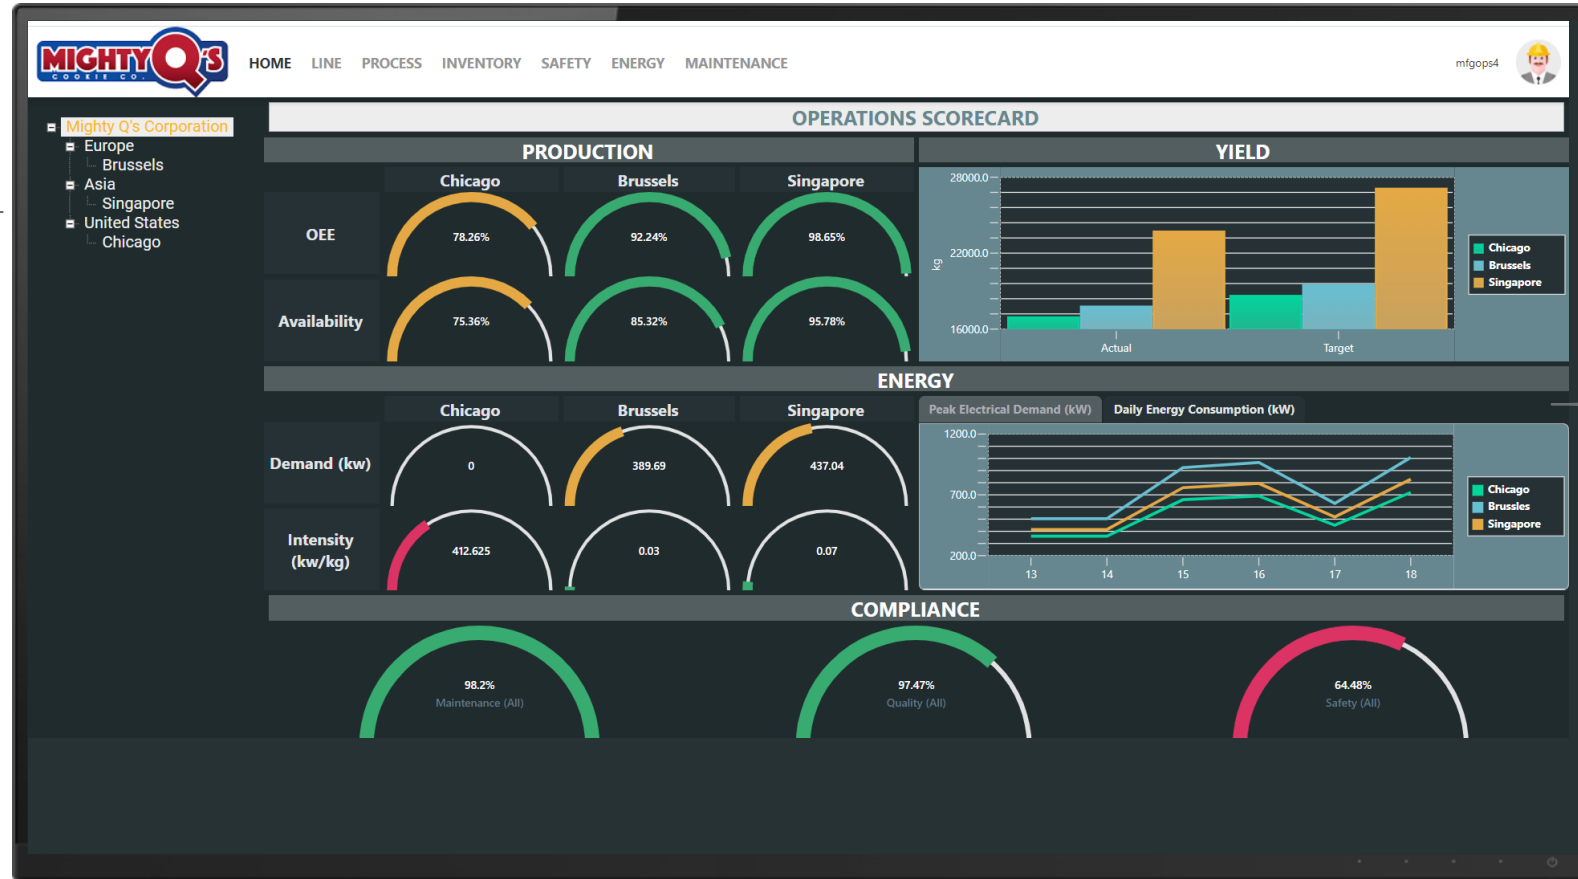 MIGHTY Q'S
COOKIE CO.
HOME LINE PROCESS INVENTORY SAFETY ENERGY MAINTENANCE
mfgops4
Mighty Q's Corporation
Europe
Brussels
Asia
Singapore
United States
Chicago
OPERATIONS SCORECARD
PRODUCTION
Chicago Brussels Singapore
OEE
78.26% 92.24% 98.65%
Availability
75.36% 85.32% 95.78%
YIELD
28000.0
22000.0
16000.0
kg
Actual Target
Chicago
Brussels
Singapore
ENERGY
Chicago Brussels Singapore
Demand (kw)
0 389.69 437.04
Intensity
(kw/kg)
412.625 0.03 0.07
Peak Electrical Demand (kW) Daily Energy Consumption (kW)
1200.0
700.0
200.0
13 14 15 16 17 18
Chicago
Brussles
Singapore
COMPLIANCE
98.2%
Maintenance (All)
97.47%
Quality (All)
64.48%
Safety (All)